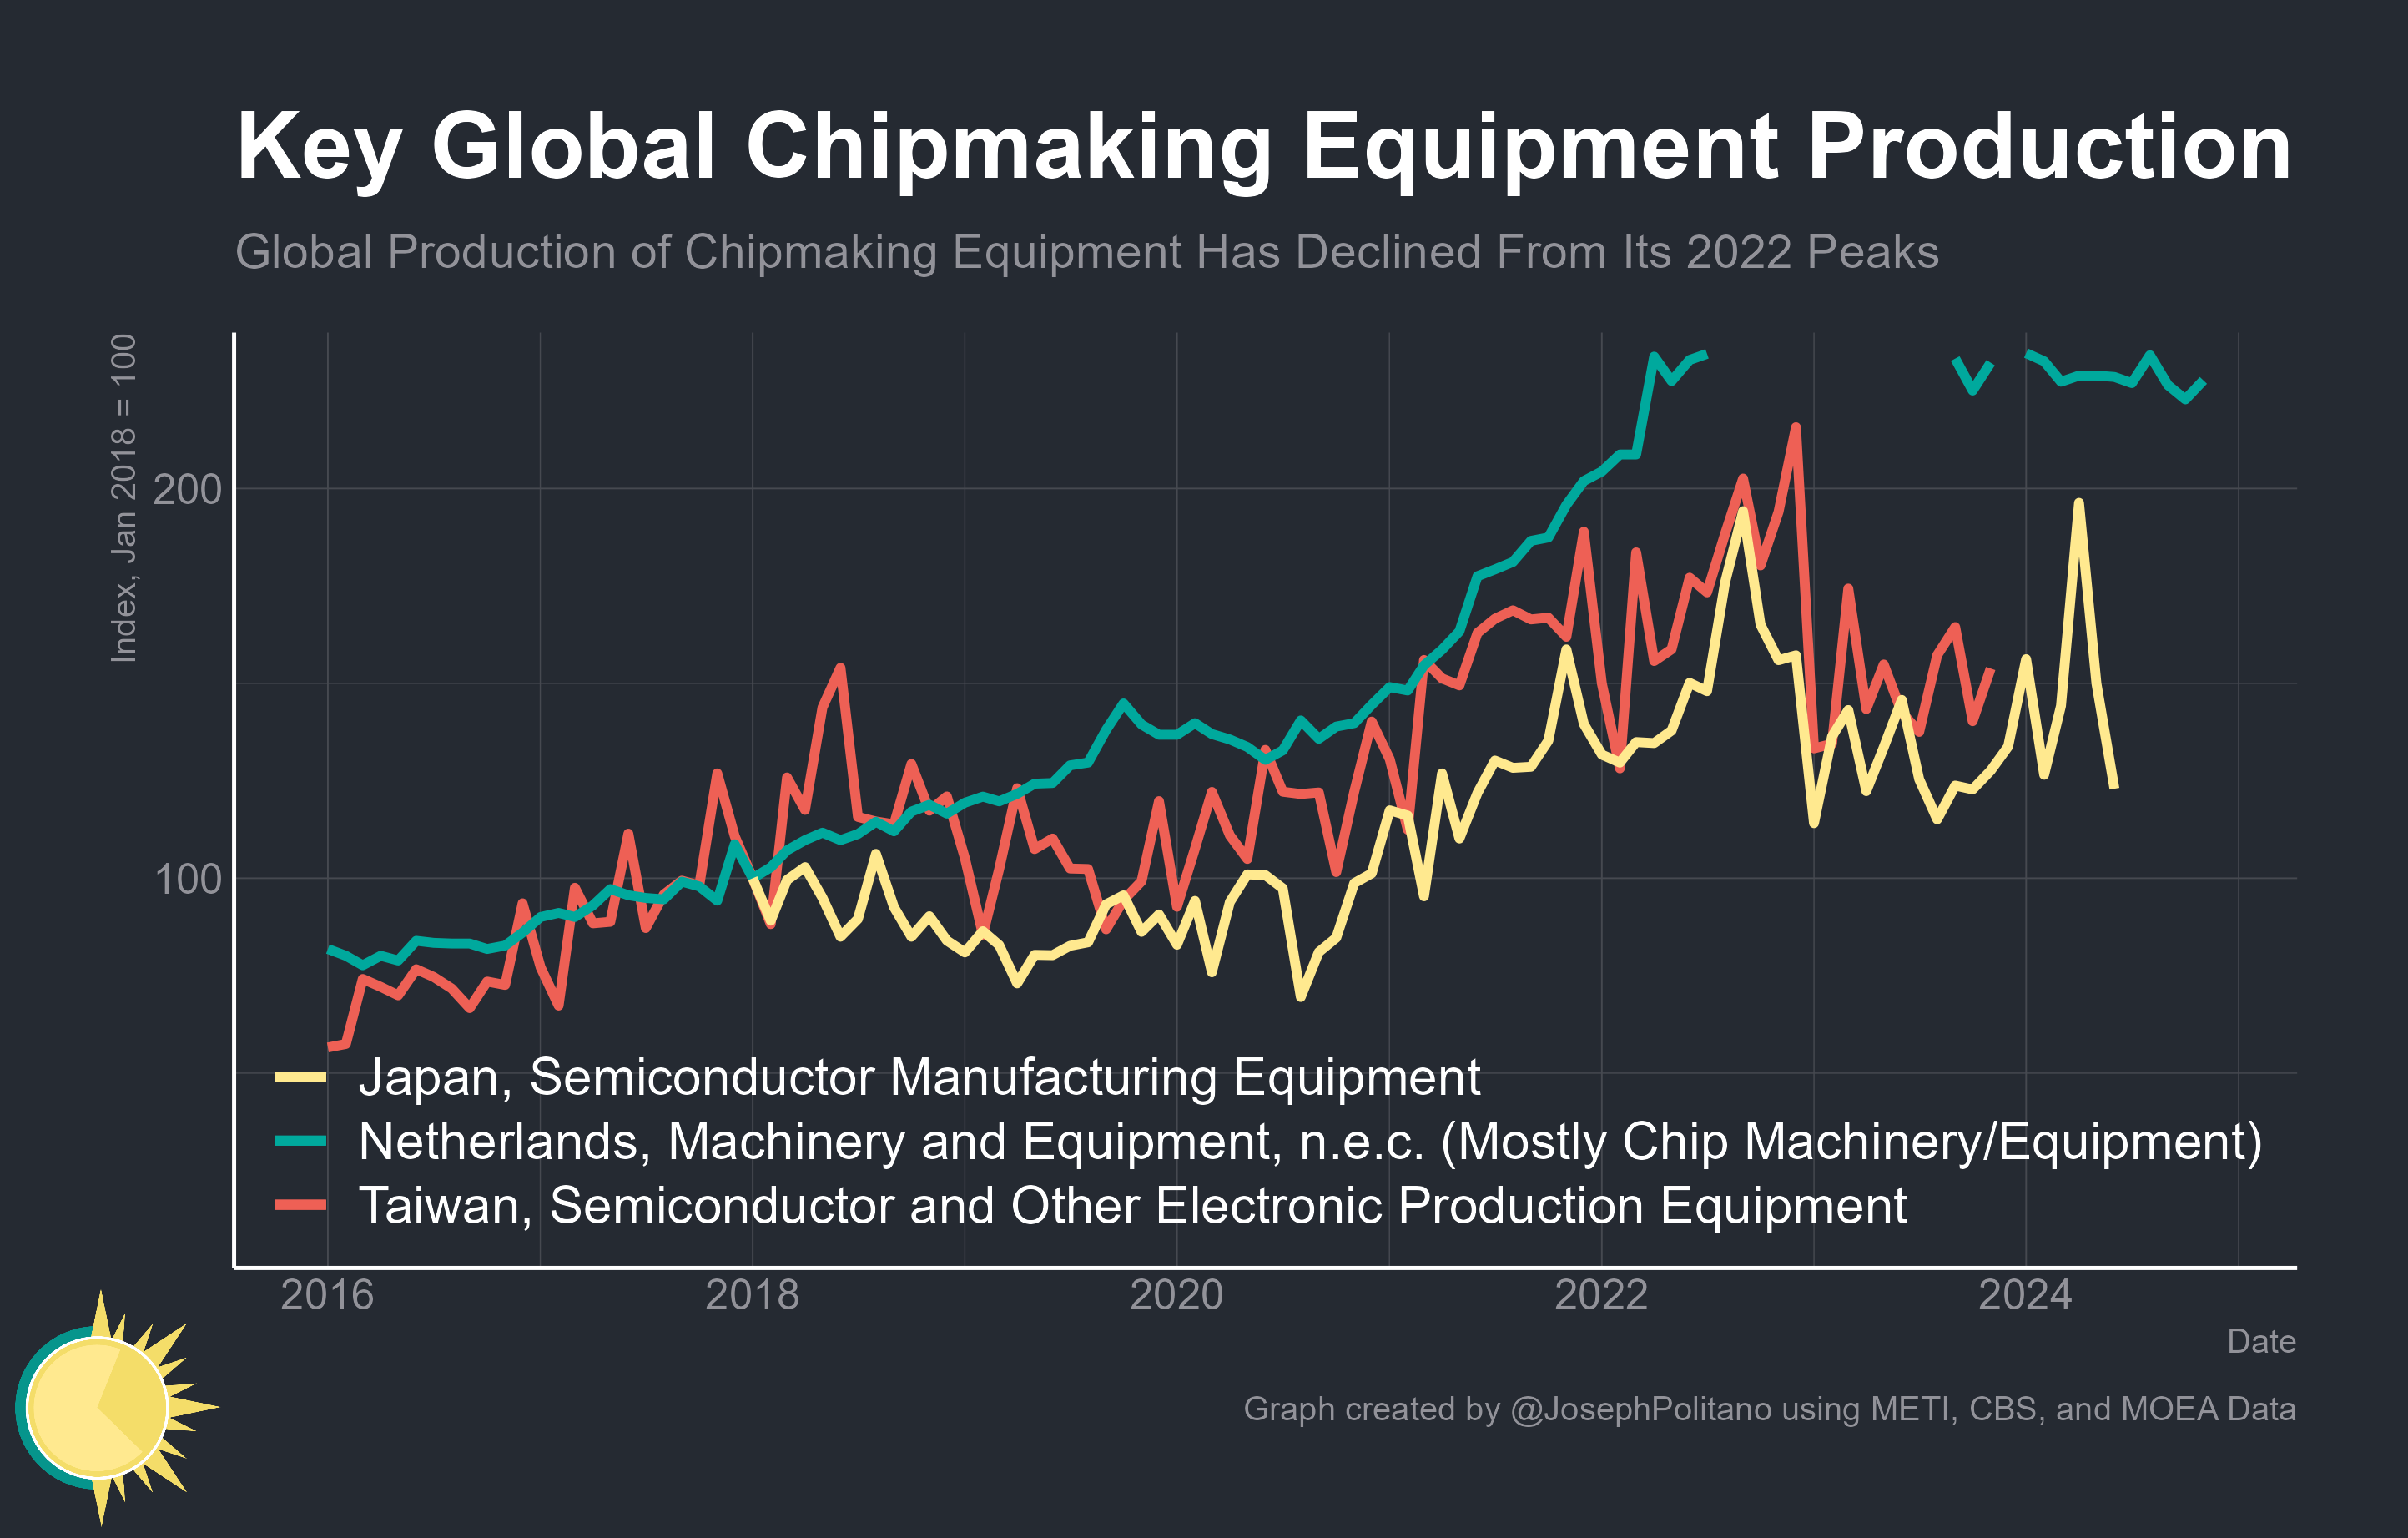 Key Global Chipmaking Equipment Production
Global Production of Chipmaking Equipment Has Declined From Its 2022 Peaks
Index, Jan 2018 = 100
200
100
Japan, Semiconductor Manufacturing Equipment
Netherlands, Machinery and Equipment, n.e.c. (Mostly Chip Machinery/Equipment)
Taiwan, Semiconductor and Other Electronic Production Equipment
2016 2018 2020 2022 2024
Date
Graph created by @JosephPolitano using METI, CBS, and MOEA Data